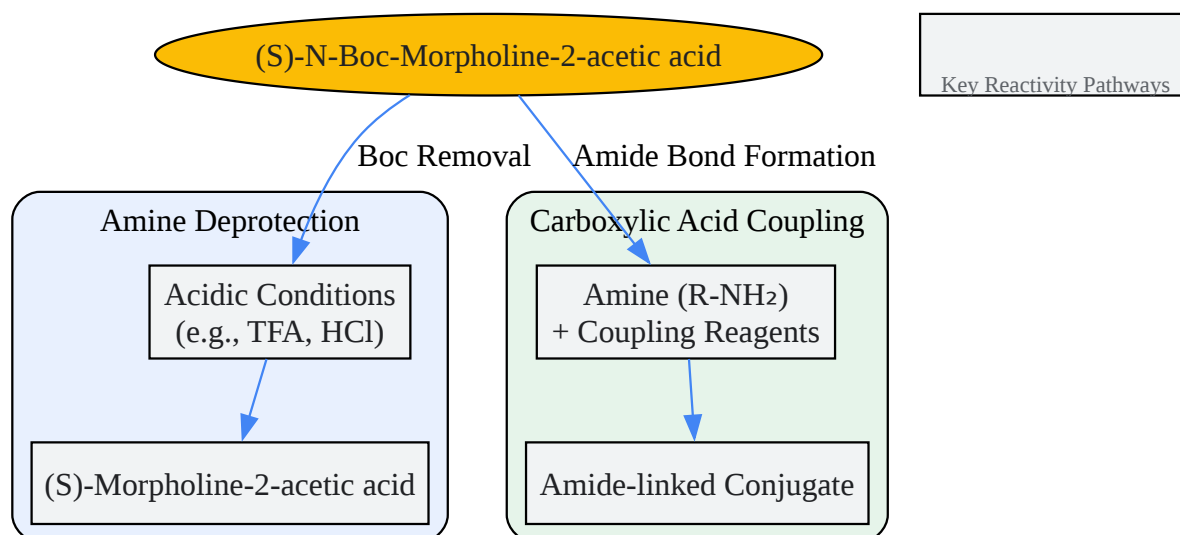 (S)-N-Boc-Morpholine-2-acetic acid
Key Reactivity Pathways
Boc Removal
Amide Bond Formation
Amine Deprotection
Carboxylic Acid Coupling
Acidic Conditions
(e.g., TFA, HCl)
Amine (R-NH₂)
+ Coupling Reagents
(S)-Morpholine-2-acetic acid
Amide-linked Conjugate